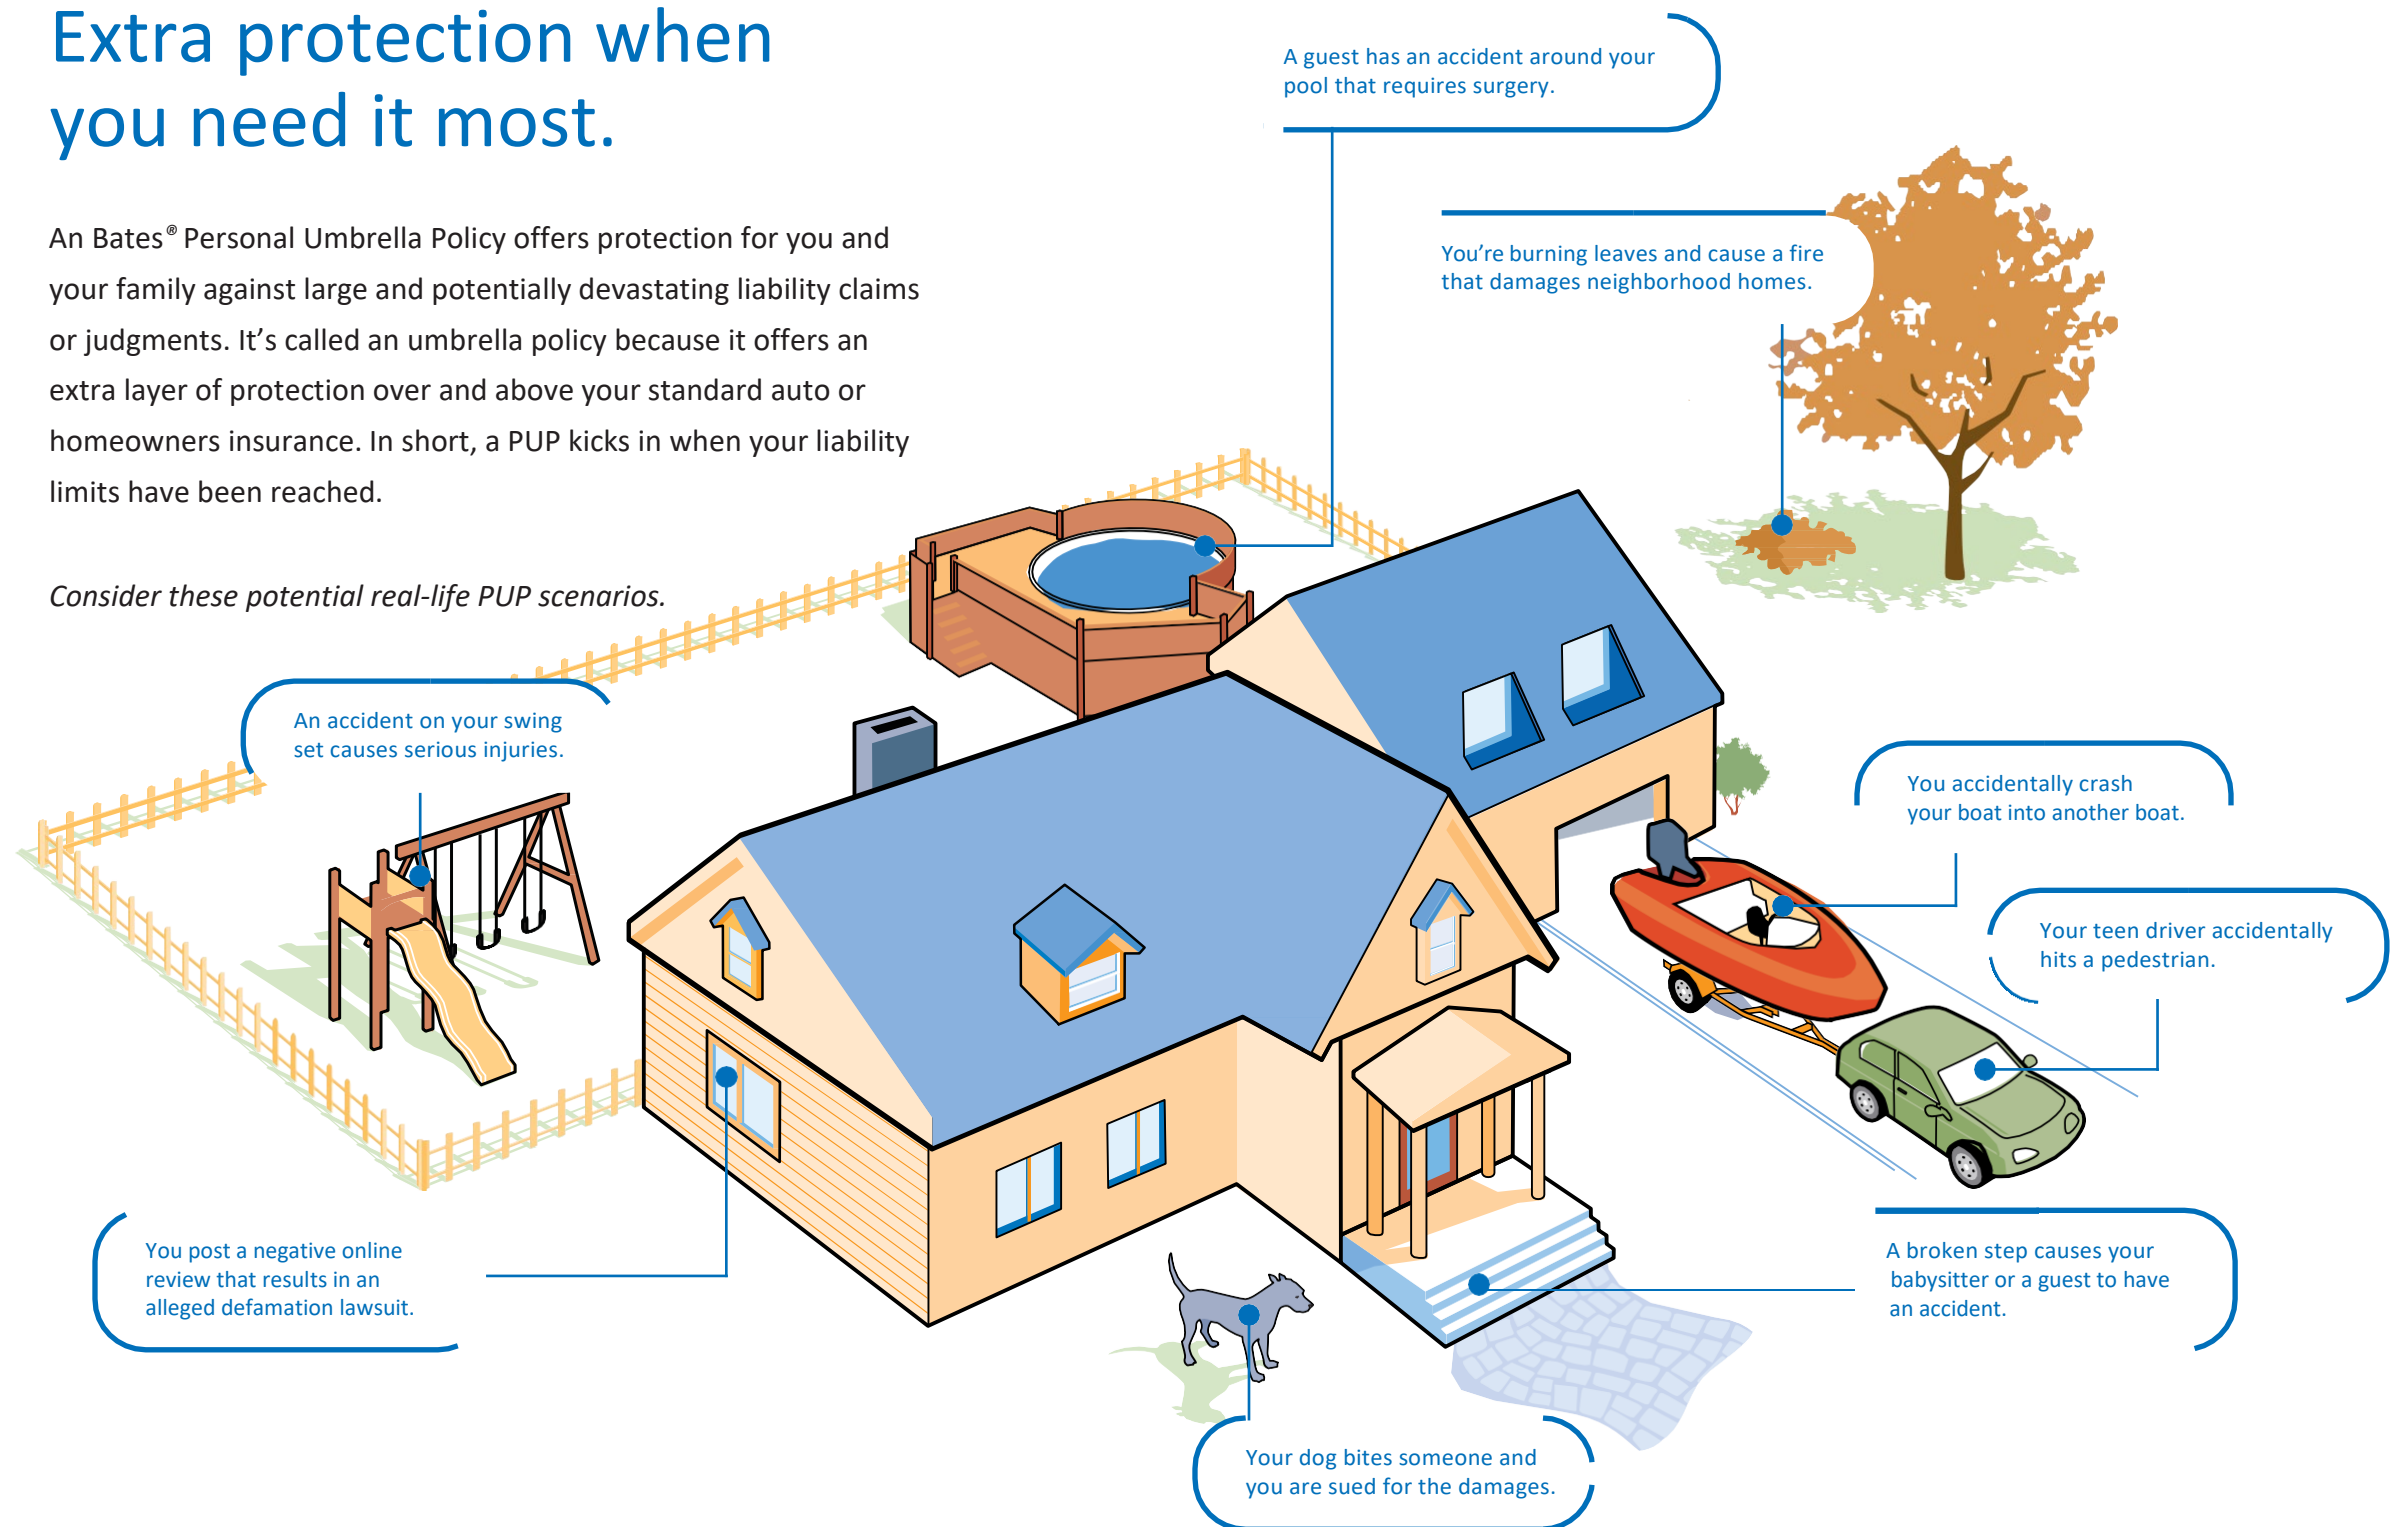 Extra protection when
you need it most.
An Bates® Personal Umbrella Policy offers protection for you and
your family against large and potentially devastating liability claims
or judgments. It’s called an umbrella policy because it offers an
extra layer of protection over and above your standard auto or
homeowners insurance. In short, a PUP kicks in when your liability
limits have been reached.
Consider these potential real-life PUP scenarios.
A guest has an accident around your
pool that requires surgery.
You’re burning leaves and cause a fire
that damages neighborhood homes.
An accident on your swing
set causes serious injuries.
You accidentally crash
your boat into another boat.
Your teen driver accidentally
hits a pedestrian.
You post a negative online
review that results in an
alleged defamation lawsuit.
A broken step causes your
babysitter or a guest to have
an accident.
Your dog bites someone and
you are sued for the damages.